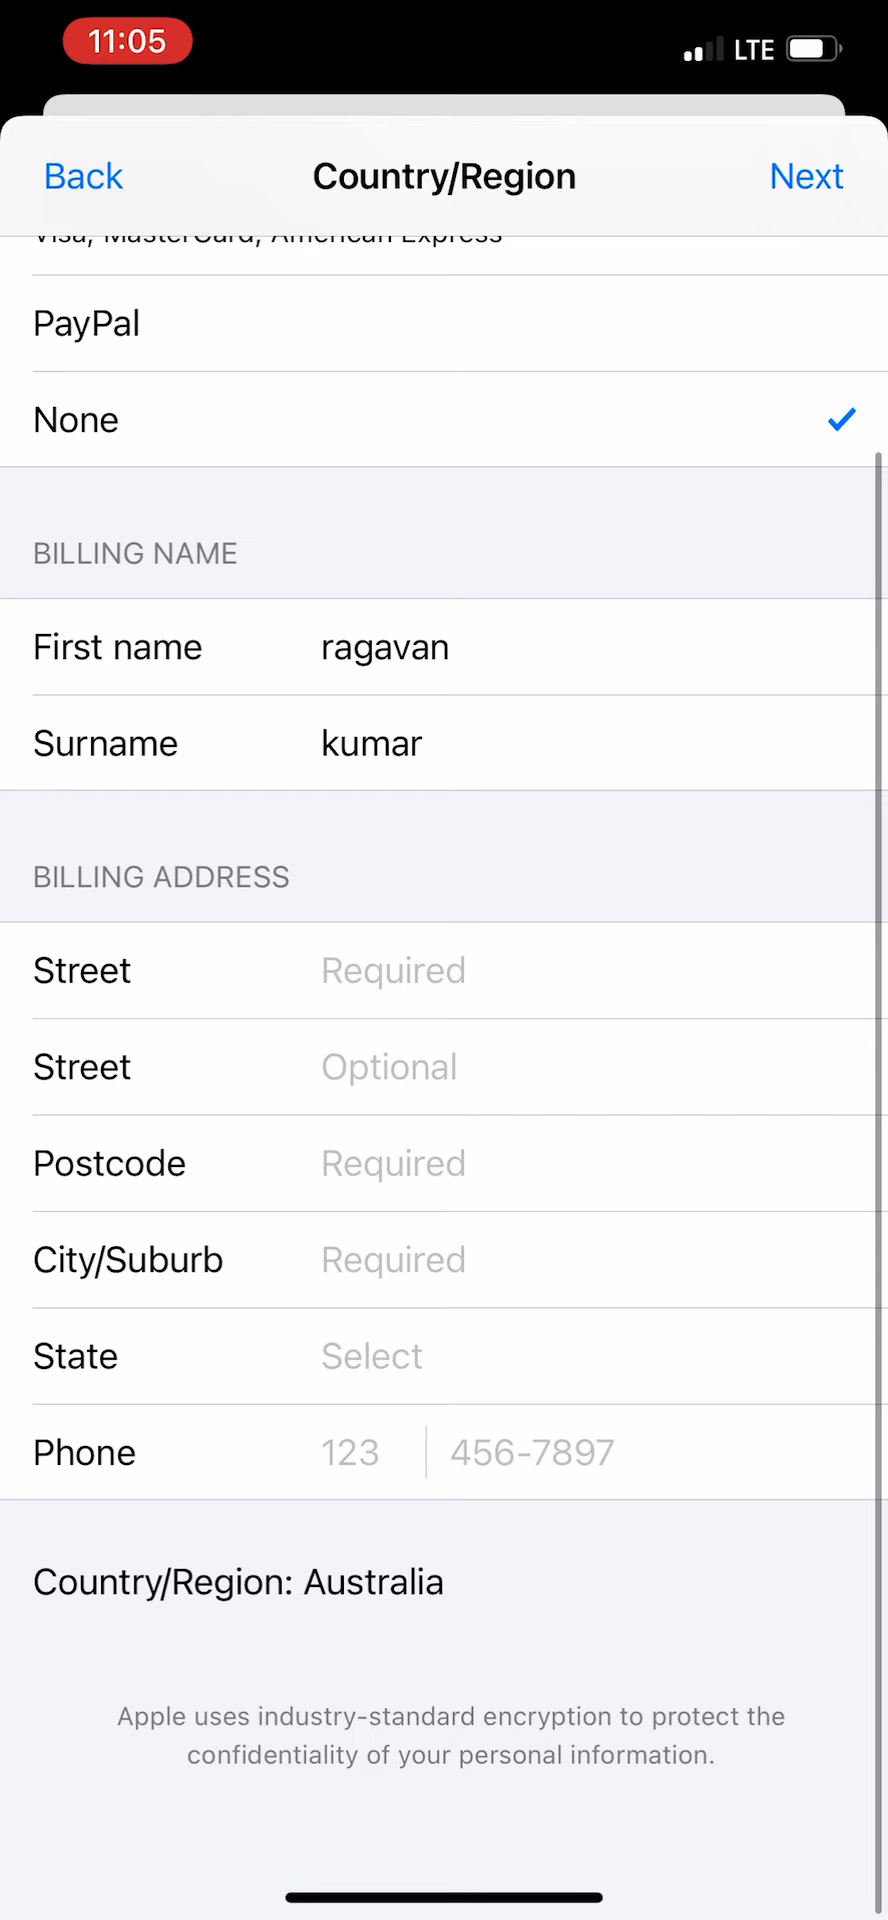 11:05
LTE
Back
Country/Region
Next
Visa, MasterCard, American Express
PayPal
None
BILLING NAME
First name ragavan
Surname kumar
BILLING ADDRESS
Street Required
Street Optional
Postcode Required
City/Suburb Required
State Select
Phone 123 456-7897
Country/Region: Australia
Apple uses industry-standard encryption to protect the
confidentiality of your personal information.